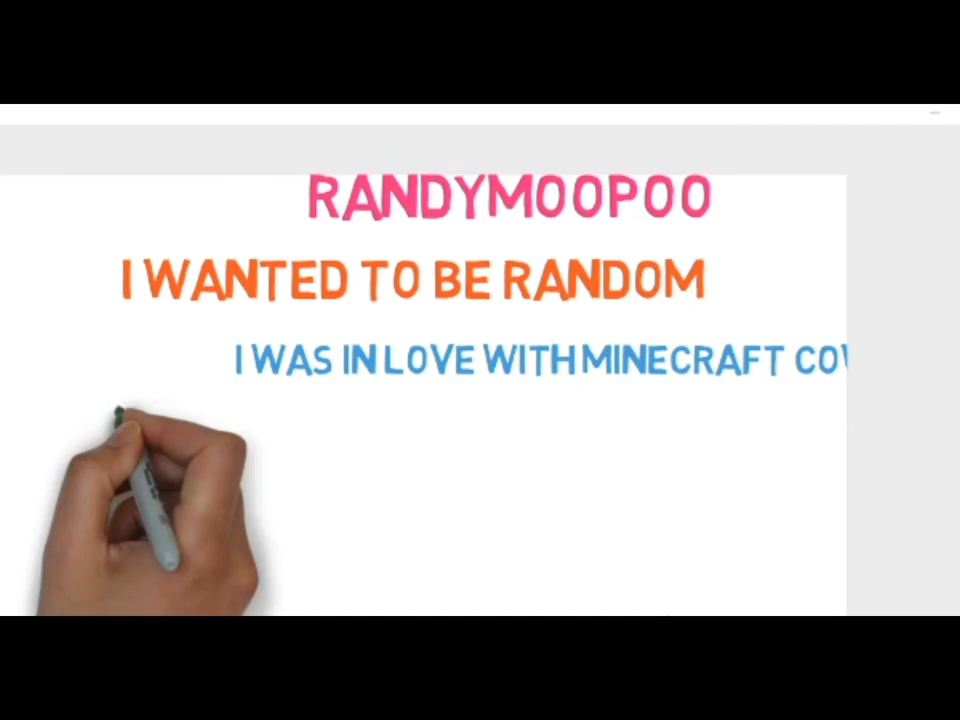 RANDYMOOPOO
I WANTED TO BE RANDOM
I WAS IN LOVE WITH MINECRAFT